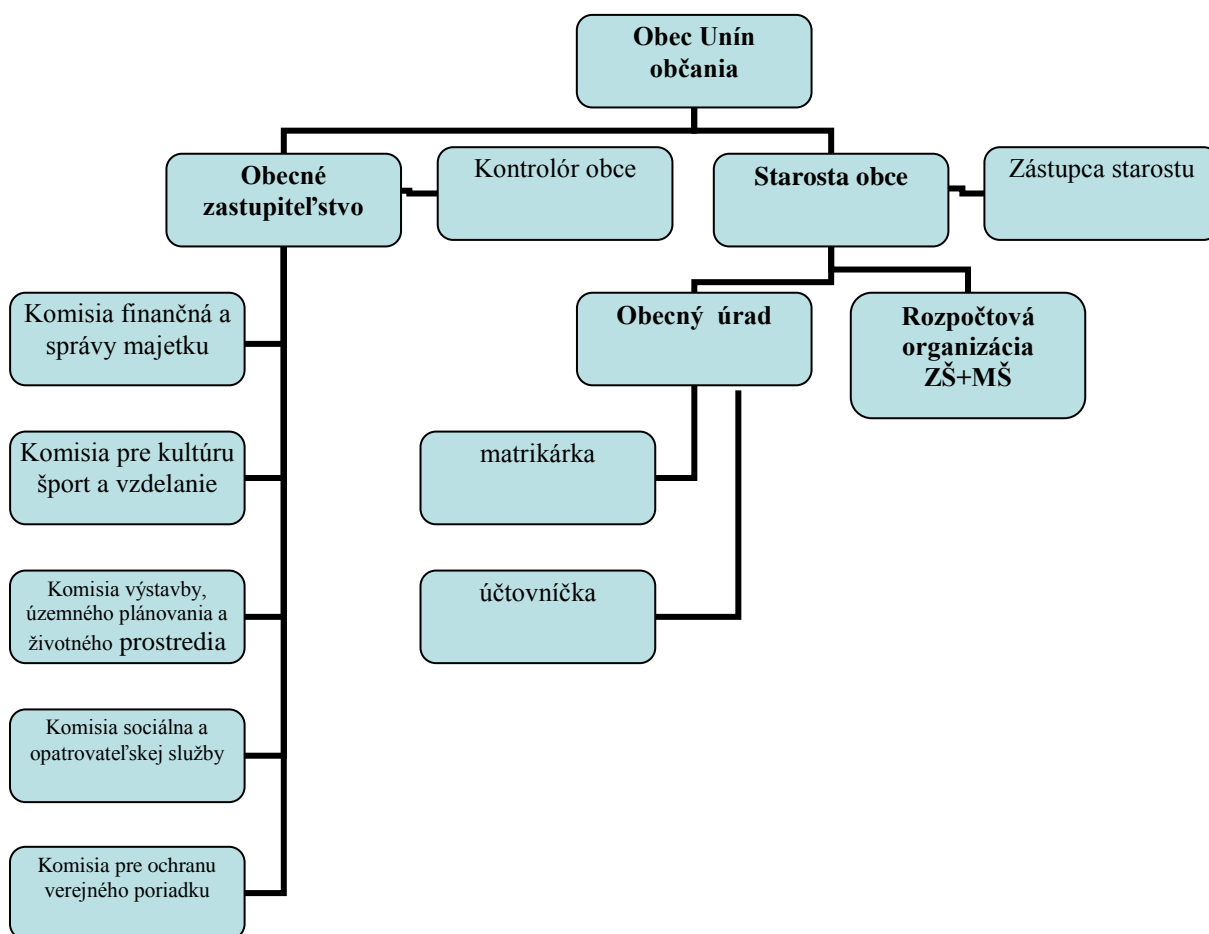 Obec Unín
občania
Obecné
zastupiteľstvo
Kontrolór obce
Starosta obce
Zástupca starostu
Komisia finančná a
správy majetku
Obecný úrad
Rozpočtová
organizácia
ZŠ+MŠ
Komisia pre kultúru
šport a vzdelanie
matrikárka
Komisia výstavby,
územného plánovania a
životného prostredia
účtovníčka
Komisia sociálna a
opatrovateľskej služby
Komisia pre ochranu
verejného poriadku